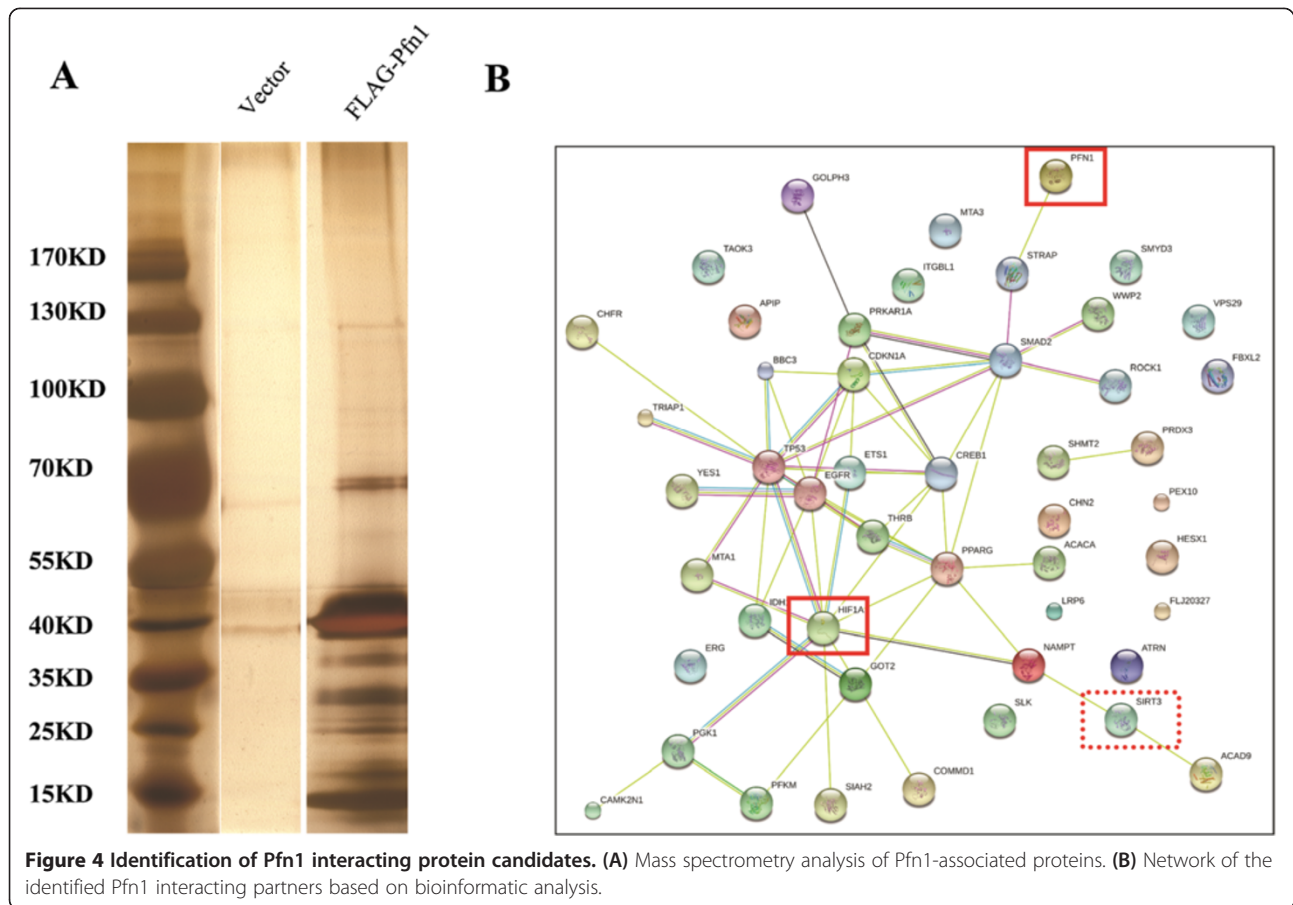 A
B
Vector
FLAG-Pfn1
170KD
130KD
100KD
70KD
55KD
40KD
35KD
25KD
15KD
PFN1
GOLPH3
MTA3
TAOK3
STRAP
SMYD3
ITGBL1
WWP2
VPS29
APIP
PRKAR1A
CHFR
SMAD2
BBC3
CDKN1A
ROCK1
FBXL2
TRIAP1
SHMT2
PRDX3
TP53
ETS1
CREB1
YES1
EGFR
PEX10
CHN2
THRB
HESX1
PPARG
ACACA
MTA1
LRP6
FLJ20327
IDH
HIF1A
NAMPT
ATRN
ERG
GOT2
SIRT3
SLK
PGK1
ACAD9
COMMD1
PFKM
SIAH2
CAMK2N1
Figure 4 Identification of Pfn1 interacting protein candidates. (A) Mass spectrometry analysis of Pfn1-associated proteins. (B) Network of the
identified Pfn1 interacting partners based on bioinformatic analysis.